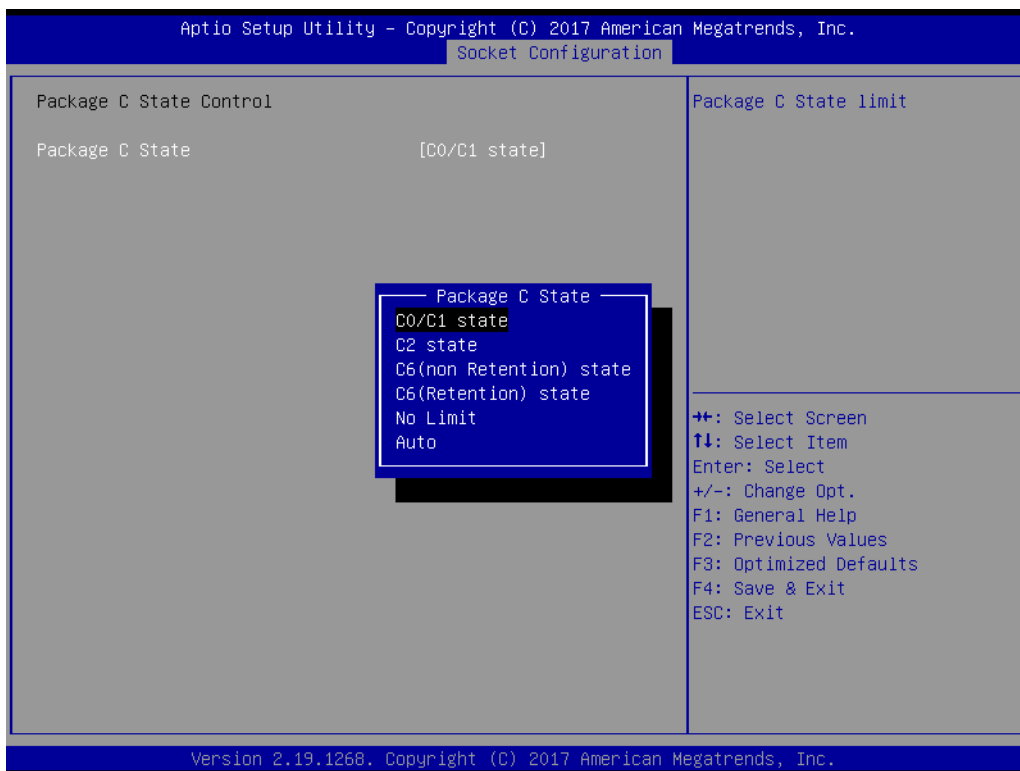 Aptio Setup Utility – Copyright (C) 2017 American Megatrends, Inc.
Socket Configuration
Package C State Control
Package C State [C0/C1 state]
Package C State limit
Package C State
C0/C1 state
C2 state
C6(non Retention) state
C6(Retention) state
No Limit
Auto
→←: Select Screen
↑↓: Select Item
Enter: Select
+/-: Change Opt.
F1: General Help
F2: Previous Values
F3: Optimized Defaults
F4: Save & Exit
ESC: Exit
Version 2.19.1268. Copyright (C) 2017 American Megatrends, Inc.